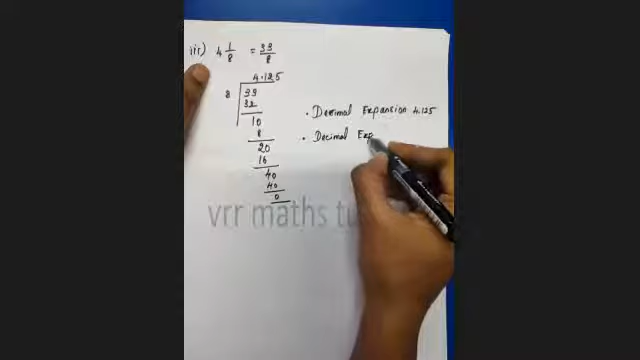 iii) 4 1/8 = 33/8
4.125
8 33
32
10
8
20
16
40
40
0
. Decimal Expansion 4.125
. Decimal Exp
vrr maths tu